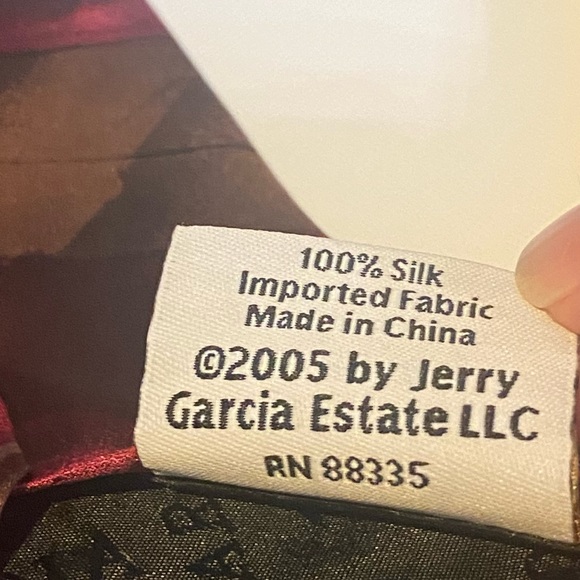 100% Silk
Imported Fabric
Made in China
©2005 by Jerry
Garcia Estate LLC
RN 88335